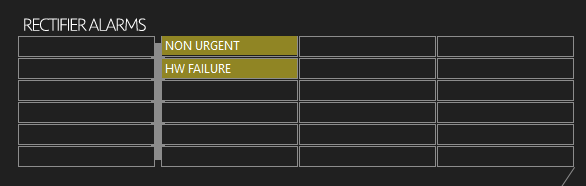 RECTIFIER ALARMS
NON URGENT
HW FAILURE